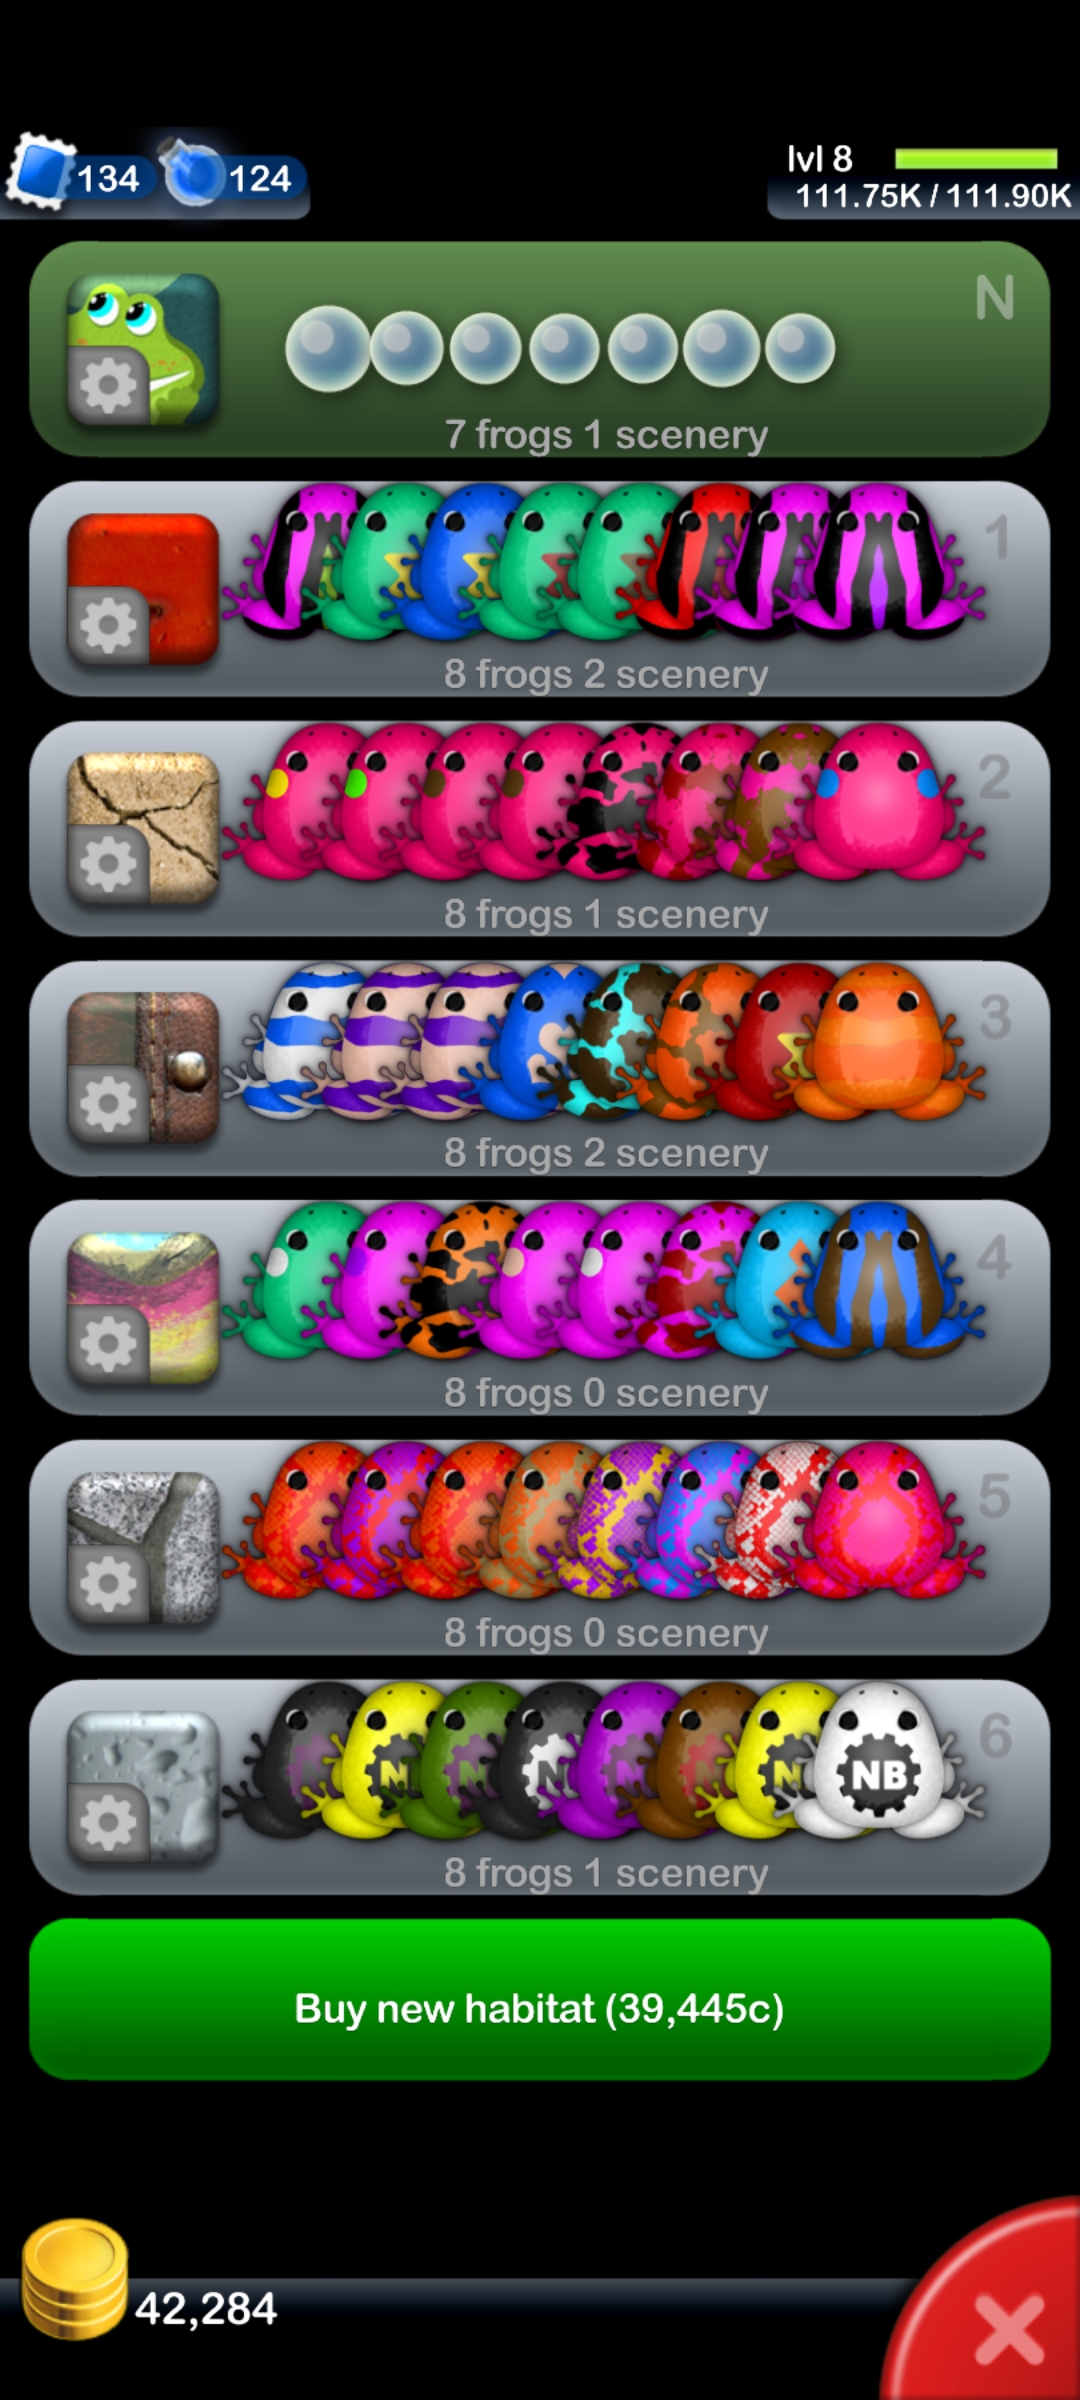 134
124
lvl 8
111.75K / 111.90K
N
7 frogs 1 scenery
1
8 frogs 2 scenery
2
8 frogs 1 scenery
3
8 frogs 2 scenery
4
8 frogs 0 scenery
5
8 frogs 0 scenery
6
N N N N N N N NB
8 frogs 1 scenery
Buy new habitat (39,445c)
42,284